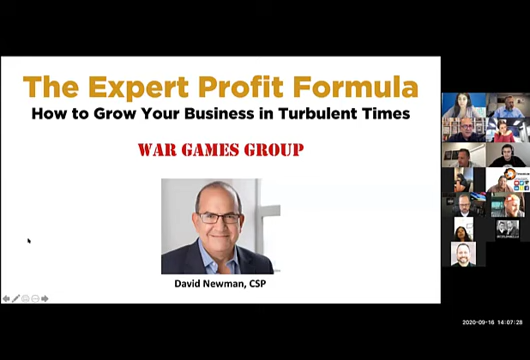 The Expert Profit Formula
How to Grow Your Business in Turbulent Times
WAR GAMES GROUP
David Newman, CSP
2020-09-16 14:07:28